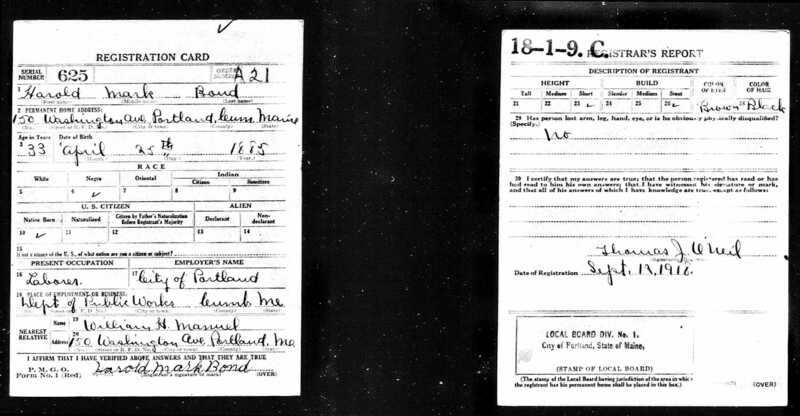 REGISTRATION CARD
SERIAL NUMBER 625 ORDER NUMBER A 21
1 Harold Mark Bond
(First name) (Middle name) (Last name)
2 PERMANENT HOME ADDRESS:
150 Washington Ave. Portland, Cumb. Maine
(No.) (Street or R. F. D. No.) (City or town) (County) (State)
Age in Years Date of Birth
3 33 4 April 25th 1885
(Month.) (Day.) (Year.)
RACE
White Negro Oriental Indian
Citizen Noncitizen
5 6 ✓ 7 8 9
U. S. CITIZEN ALIEN
Native Born Naturalized Citizen by Father's Naturalization Before Registrant's Majority Declarant Non-declarant
10 ✓ 11 12 13 14
15
If not a citizen of the U. S., of what nation are you a citizen or subject?
PRESENT OCCUPATION EMPLOYER'S NAME
16 Laborer 17 City of Portland
18 PLACE OF EMPLOYMENT OR BUSINESS:
Dept of Public Works Cumb Me
(No.) (Street or R. F. D. No.) (City or town) (County) (State)
NEAREST RELATIVE Name 19 William H. Manuel
Address 20 150 Washington Ave, Portland, Me
(No.) (Street or R. F. D. No.) (City or town) (County) (State)
I AFFIRM THAT I HAVE VERIFIED ABOVE ANSWERS AND THAT THEY ARE TRUE
P. M. G. O.
Form No. 1 (Red) Harold Mark Bond
(Registrant's signature or mark) (OVER)
18-1-9. C. REGISTRAR'S REPORT
DESCRIPTION OF REGISTRANT
HEIGHT BUILD COLOR OF EYES COLOR OF HAIR
Tall Medium Short Slender Medium Stout
21 22 23 ✓ 24 25 26 ✓ 27 Brown 28 Black
29 Has person lost arm, leg, hand, eye, or is he obviously physically disqualified?
(Specify.) No
30 I certify that my answers are true; that the person registered has read or has
had read to him his own answers; that I have witnessed his signature or mark,
and that all of his answers of which I have knowledge are true, except as follows:
Thomas J. O'Neil
Date of Registration Sept. 1918
LOCAL BOARD DIV. No. 1.
City of Portland, State of Maine.
(STAMP OF LOCAL BOARD)
(The stamp of the Local Board having jurisdiction of the area in which
the registrant has his permanent home shall be placed in this box.) (OVER)